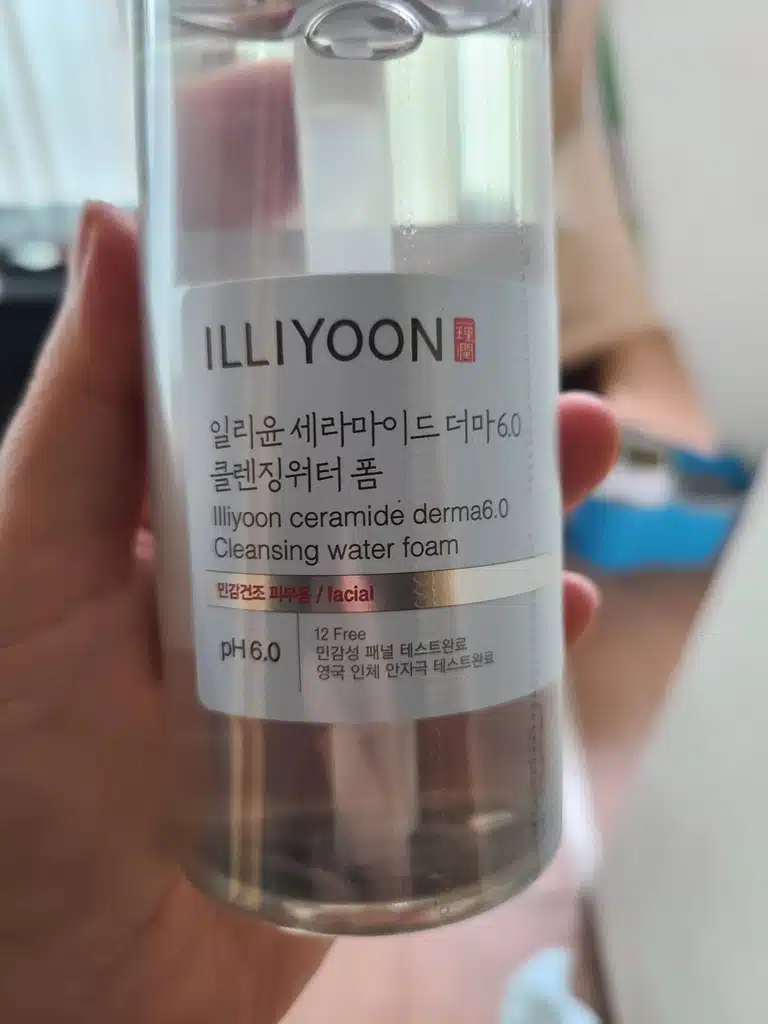 ILLIYOON 理潤
일리윤 세라마이드 더마6.0
클렌징워터 폼
Illiyoon ceramide derma6.0
Cleansing water foam
민감건조 피부용 / facial
pH 6.0
12 Free
민감성 패널 테스트완료
영국 인체 안자극 테스트완료